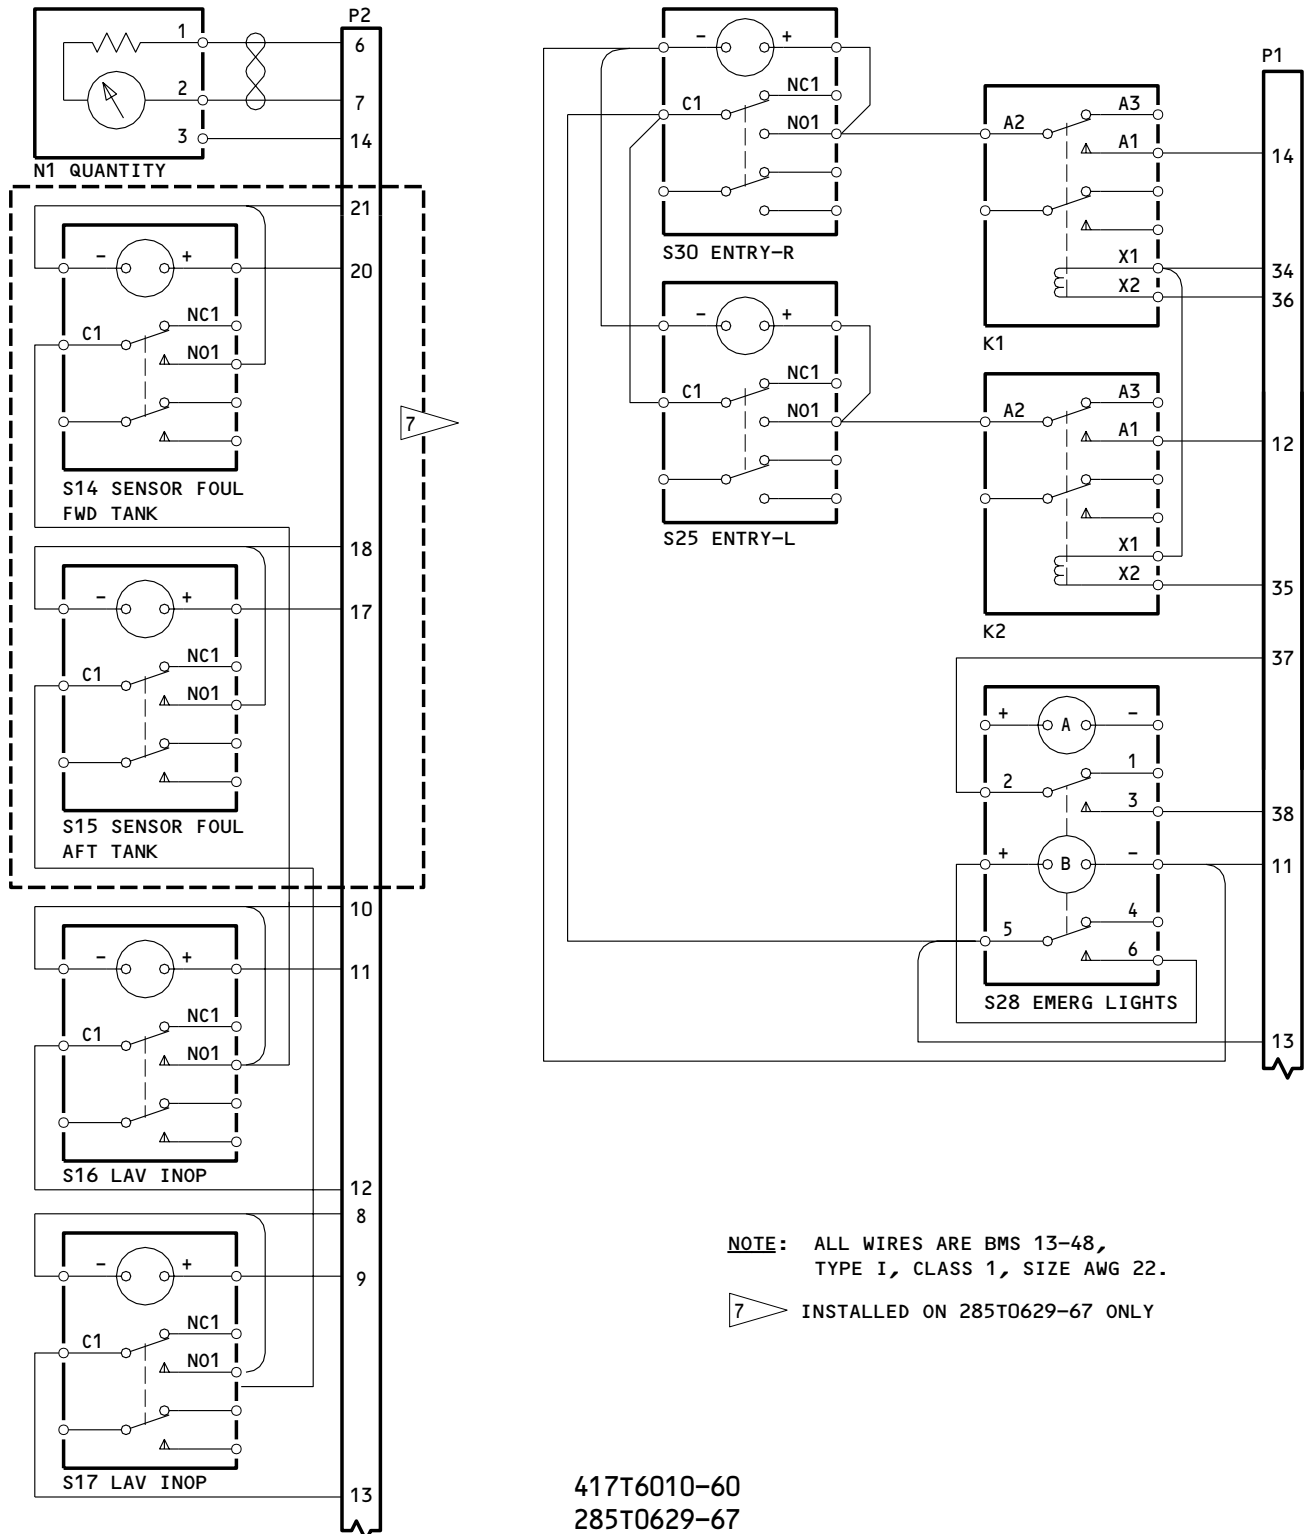 P2
1
6
2
7
3
14
N1 QUANTITY
21
- +
20
NC1
C1
NO1
S14 SENSOR FOUL
FWD TANK
7
18
- +
17
NC1
C1
NO1
S15 SENSOR FOUL
AFT TANK
10
- +
11
NC1
C1
NO1
S16 LAV INOP
12
8
- +
9
NC1
C1
NO1
S17 LAV INOP
13
- +
NC1
C1
NO1
S30 ENTRY-R
- +
NC1
C1
NO1
S25 ENTRY-L
P1
A3
A2
A1
14
X1
34
X2
36
K1
A3
A2
A1
12
X1
X2
35
K2
37
+ A -
1
2
3
38
+ B -
11
4
5
6
S28 EMERG LIGHTS
13
NOTE: ALL WIRES ARE BMS 13-48,
TYPE I, CLASS 1, SIZE AWG 22.
7 INSTALLED ON 285T0629-67 ONLY
417T6010-60
285T0629-67